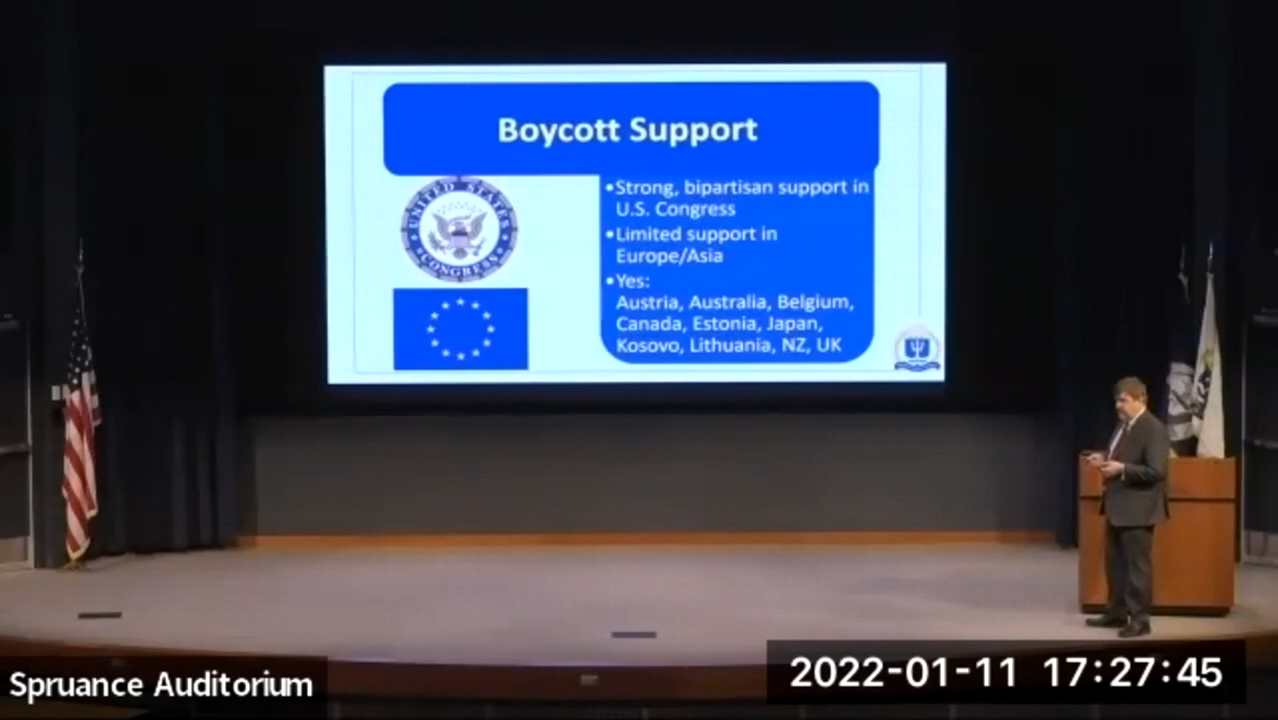 Boycott Support
UNITED STATES
CONGRESS
•Strong, bipartisan support in
U.S. Congress
•Limited support in
Europe/Asia
•Yes:
Austria, Australia, Belgium,
Canada, Estonia, Japan,
Kosovo, Lithuania, NZ, UK
Spruance Auditorium
2022-01-11 17:27:45